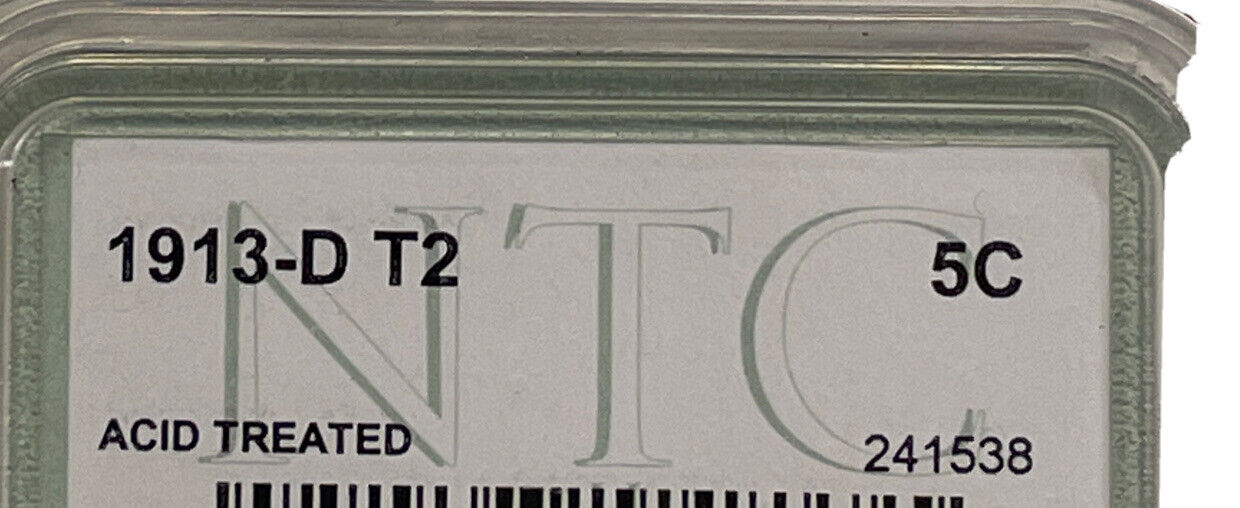 NTC
1913-D T2 5C
ACID TREATED 241538